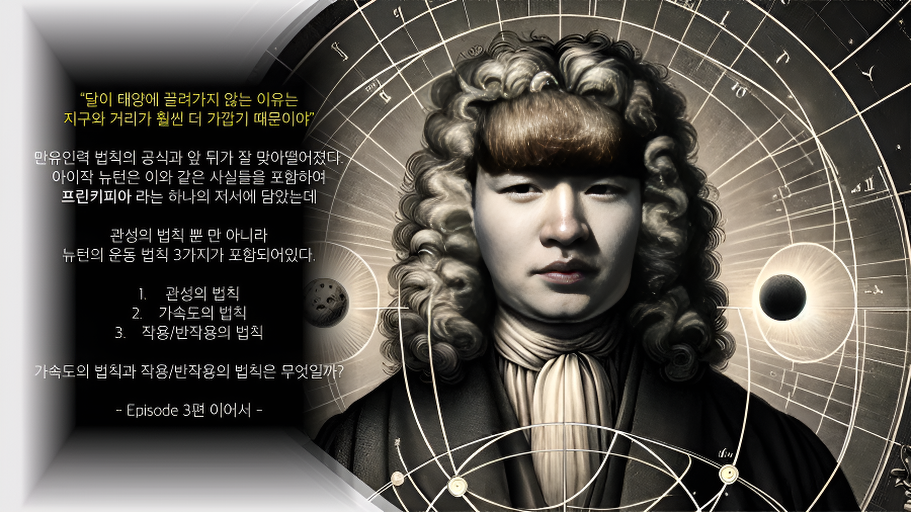 “달이 태양에 끌려가지 않는 이유는
지구와 거리가 훨씬 더 가깝기 때문이야”
만유인력 법칙의 공식과 앞 뒤가 잘 맞아떨어졌다.
아이작 뉴턴은 이와 같은 사실들을 포함하여
프린키피아 라는 하나의 저서에 담았는데
관성의 법칙 뿐 만 아니라
뉴턴의 운동 법칙 3가지가 포함되어있다.
1. 관성의 법칙
2. 가속도의 법칙
3. 작용/반작용의 법칙
가속도의 법칙과 작용/반작용의 법칙은 무엇일까?
- Episode 3편 이어서 -